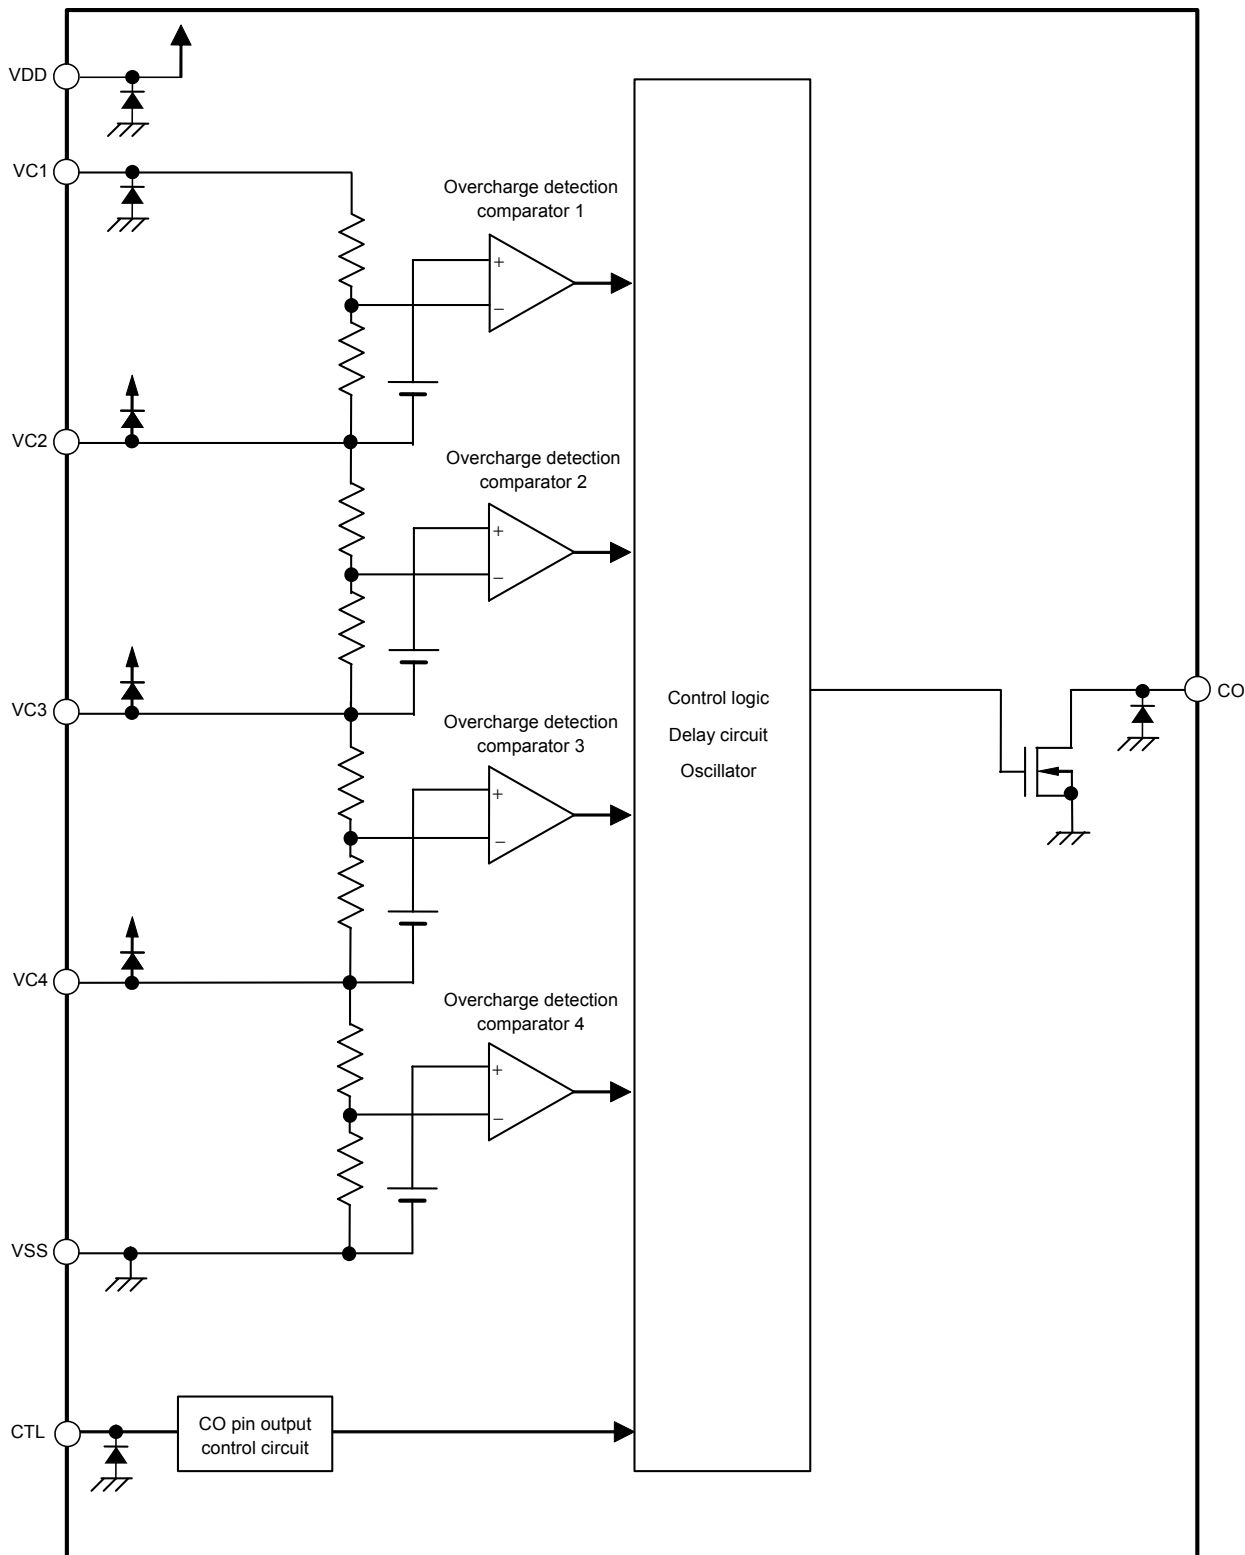 VDD
VC1
Overcharge detection
comparator 1
+
−
VC2
Overcharge detection
comparator 2
+
−
VC3
Control logic
Delay circuit
Oscillator
CO
Overcharge detection
comparator 3
+
−
VC4
Overcharge detection
comparator 4
+
−
VSS
CTL
CO pin output
control circuit